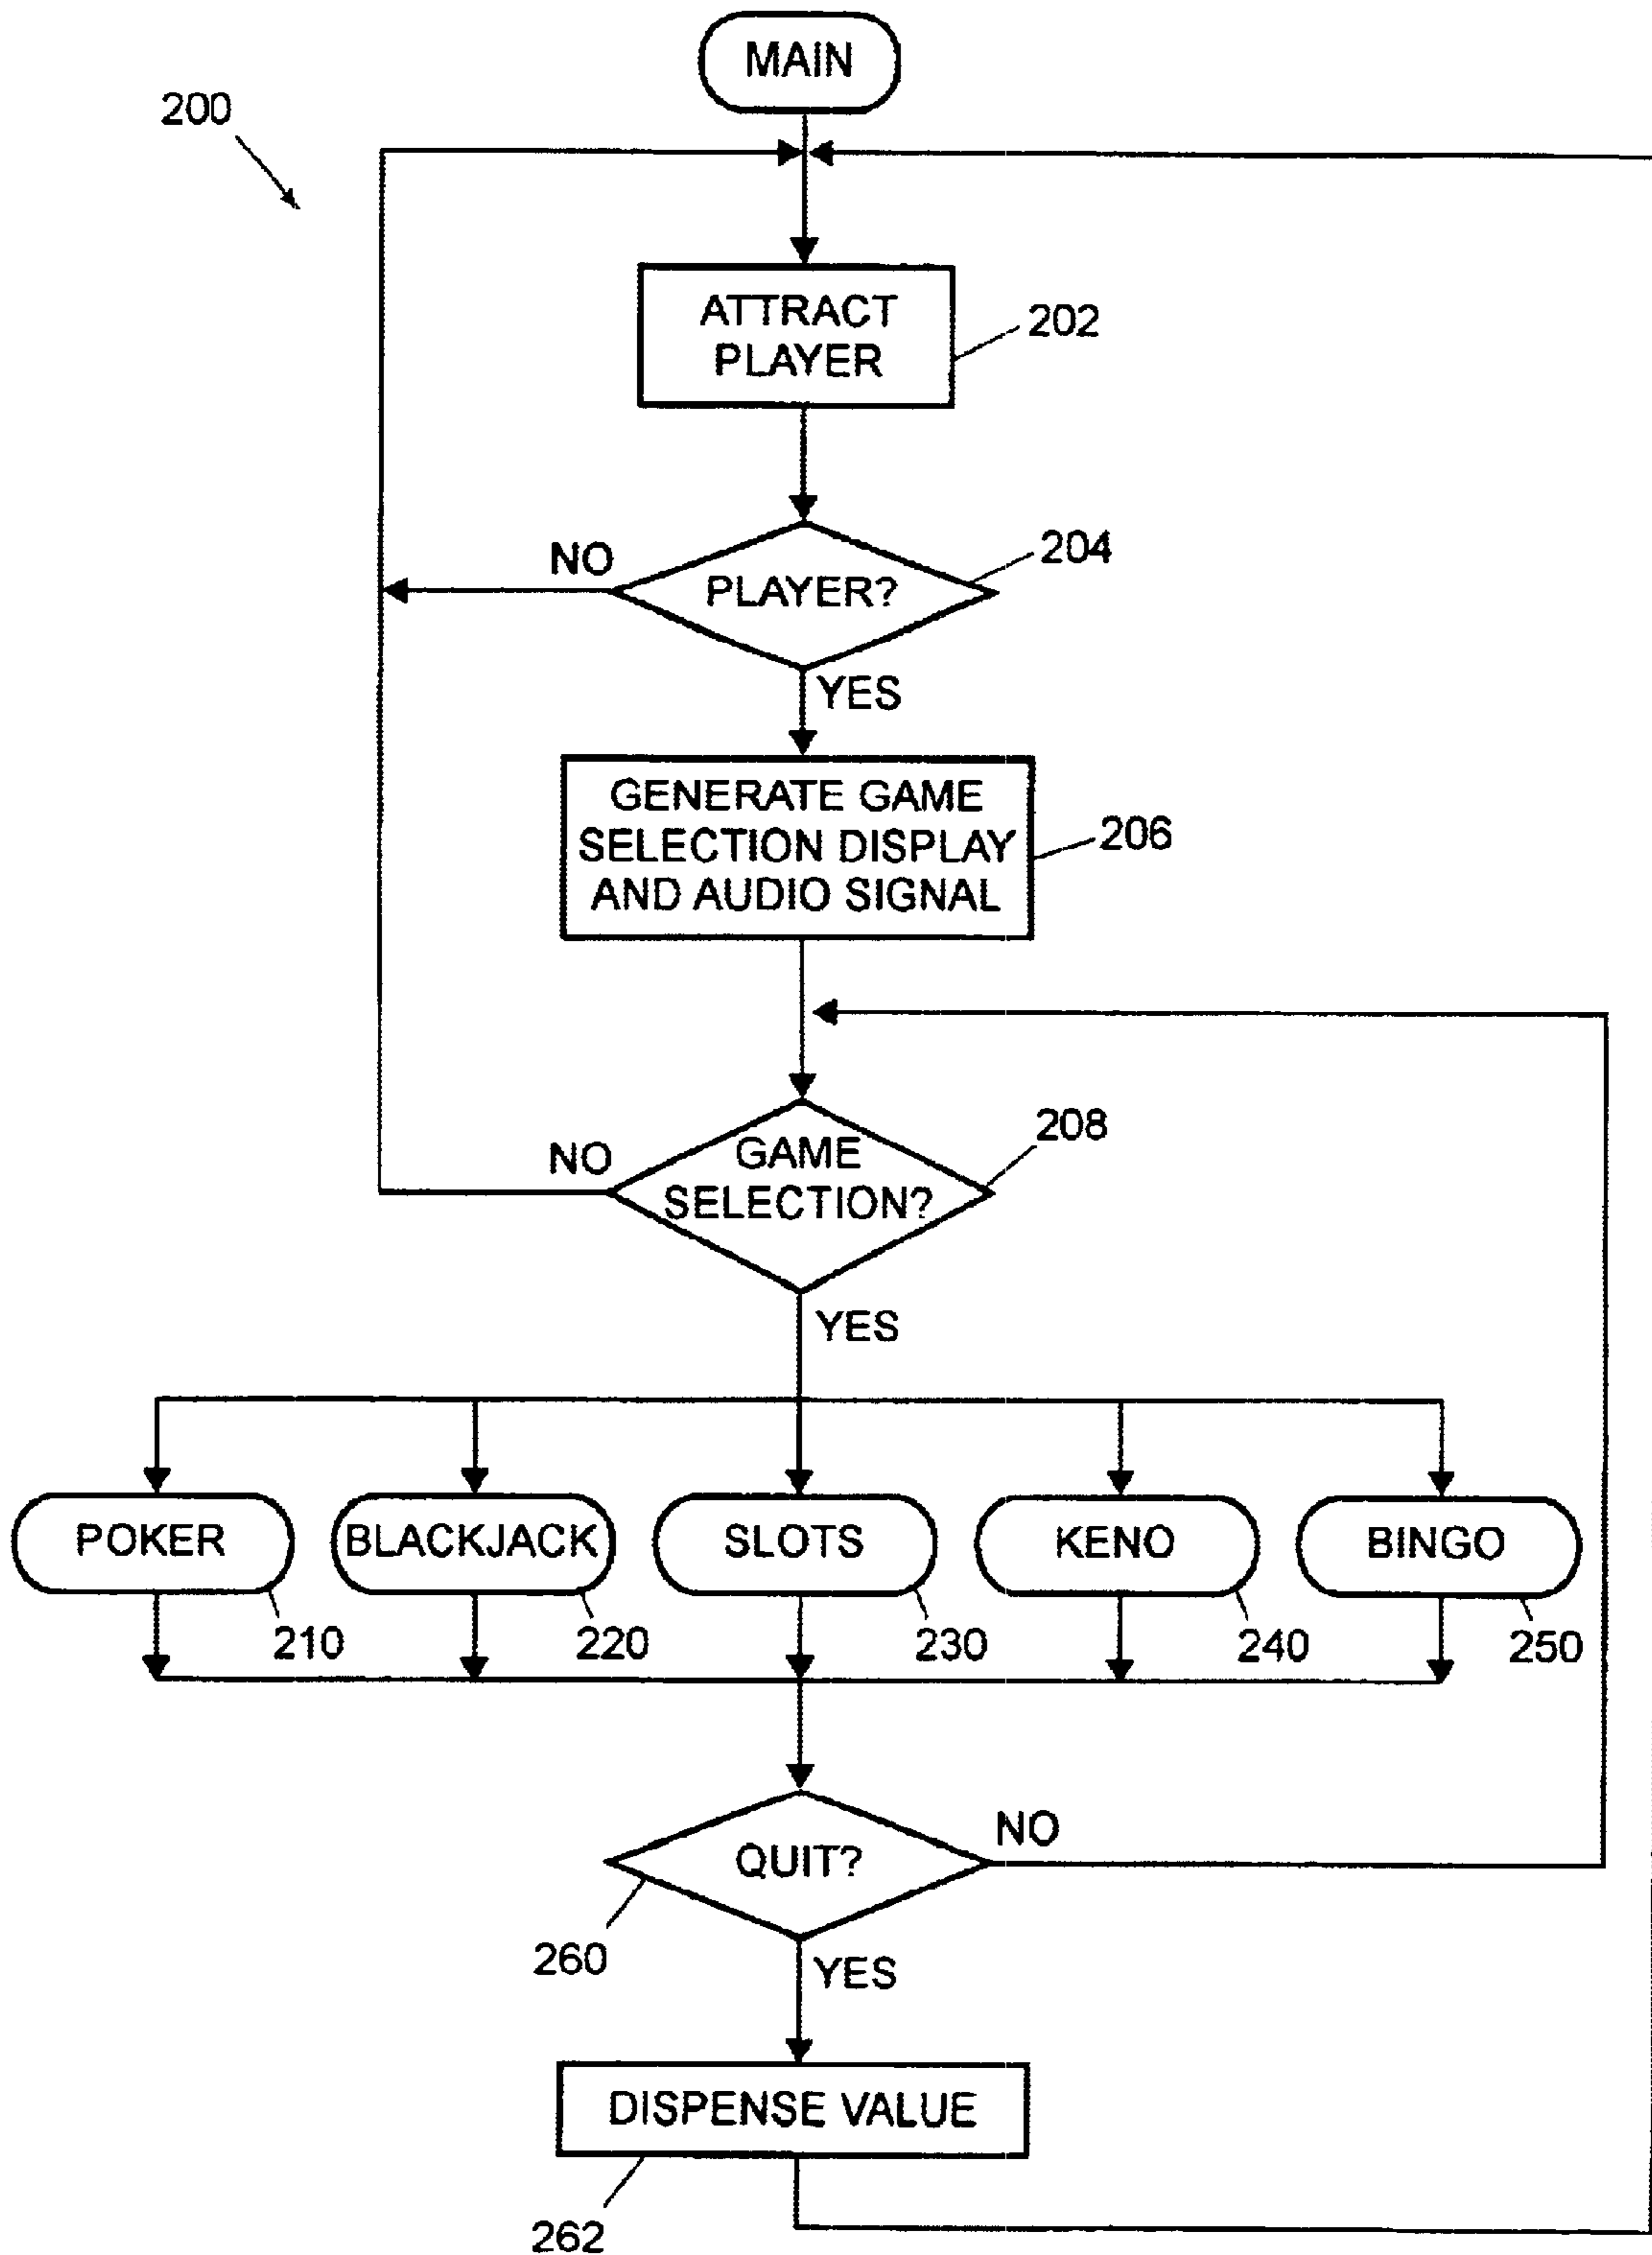 MAIN
200
ATTRACT
PLAYER
202
NO
PLAYER?
204
YES
GENERATE GAME
SELECTION DISPLAY
AND AUDIO SIGNAL
206
NO
GAME
SELECTION?
208
YES
POKER
BLACKJACK
SLOTS
KENO
BINGO
210
220
230
240
250
QUIT?
NO
260
YES
DISPENSE VALUE
262